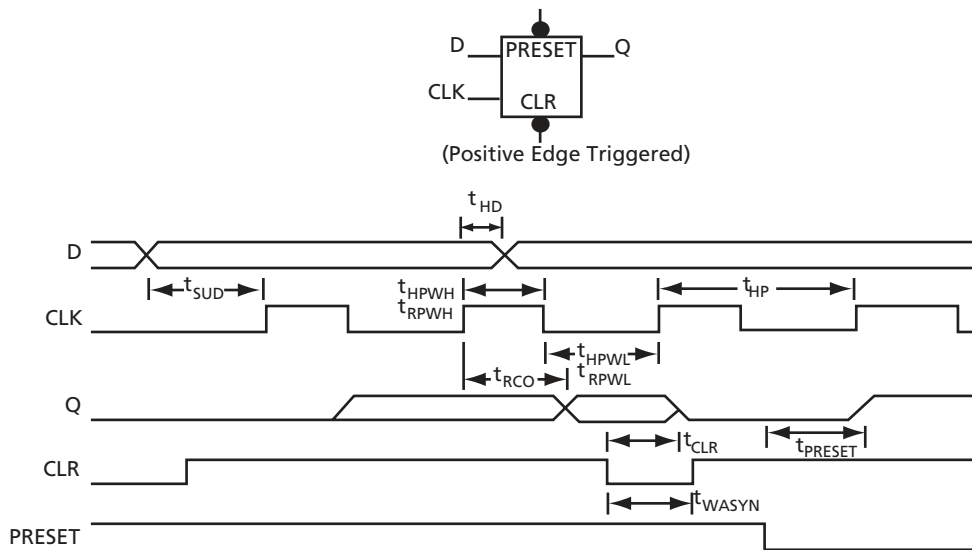 D
PRESET
Q
CLK
CLR
(Positive Edge Triggered)
tHD
D
tSUD
tHPWH
tRPWH
tHP
CLK
tHPWL
tRPWL
tRCO
Q
tCLR
tPRESET
CLR
tWASYN
PRESET